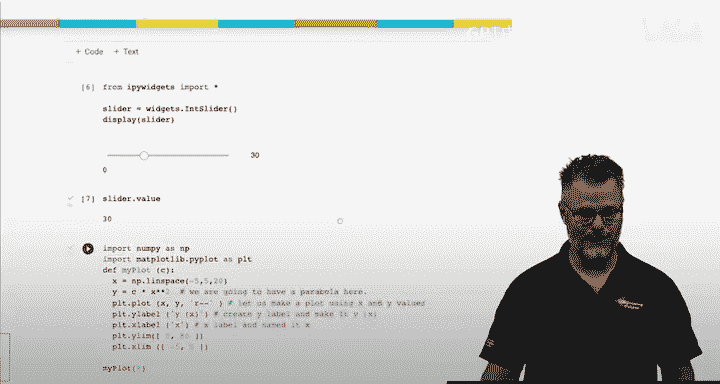 + Code + Text
[6] from ipywidgets import *
slider = widgets.IntSlider()
display(slider)
30
0
[7] slider.value
30
import numpy as np
import matplotlib.pyplot as plt
def myPlot (c):
x = np.linspace(-5,5,20)
y = c * x** # we are going to have a parabola here.
plt.plot (x, y, 'r--' ) # let us make a plot using x and y values
plt.ylabel ('y (x)') # create y label and make it y (x)
plt.xlabel ('x') # x label and named it x
plt.ylim([
plt.xlim ([
myPlot(